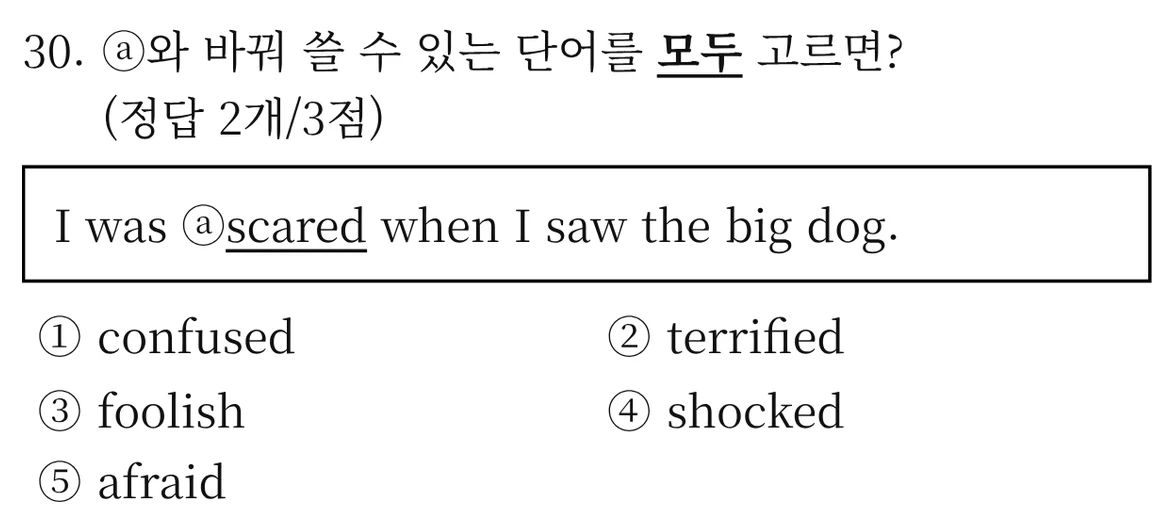 30. ⓐ와 바꿔 쓸 수 있는 단어를 모두 고르면?
(정답 2개/3점)
I was ⓐscared when I saw the big dog.
① confused ② terrified
③ foolish ④ shocked
⑤ afraid